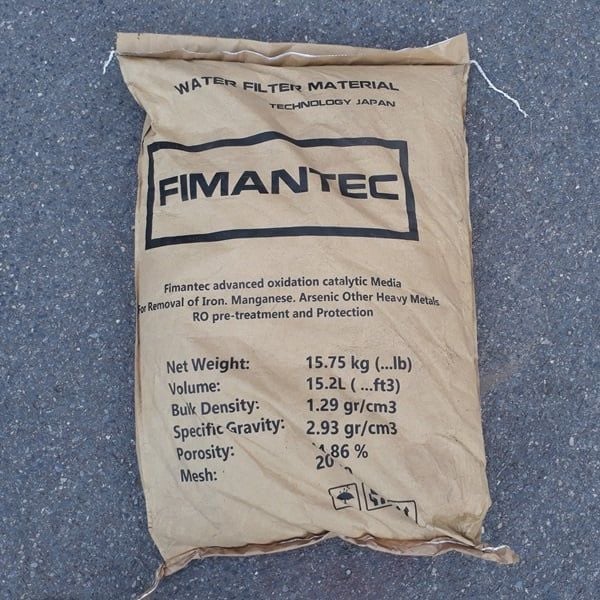 WATER FILTER MATERIAL
TECHNOLOGY JAPAN
FIMANTEC
Fimantec advanced oxidation catalytic Media
For Removal of Iron. Manganese. Arsenic Other Heavy Metals
RO pre-treatment and Protection
Net Weight: 15.75 kg (...lb)
Volume: 15.2L ( ...ft3)
Bulk Density: 1.29 gr/cm3
Specific Gravity: 2.93 gr/cm3
Porosity: %
Mesh: